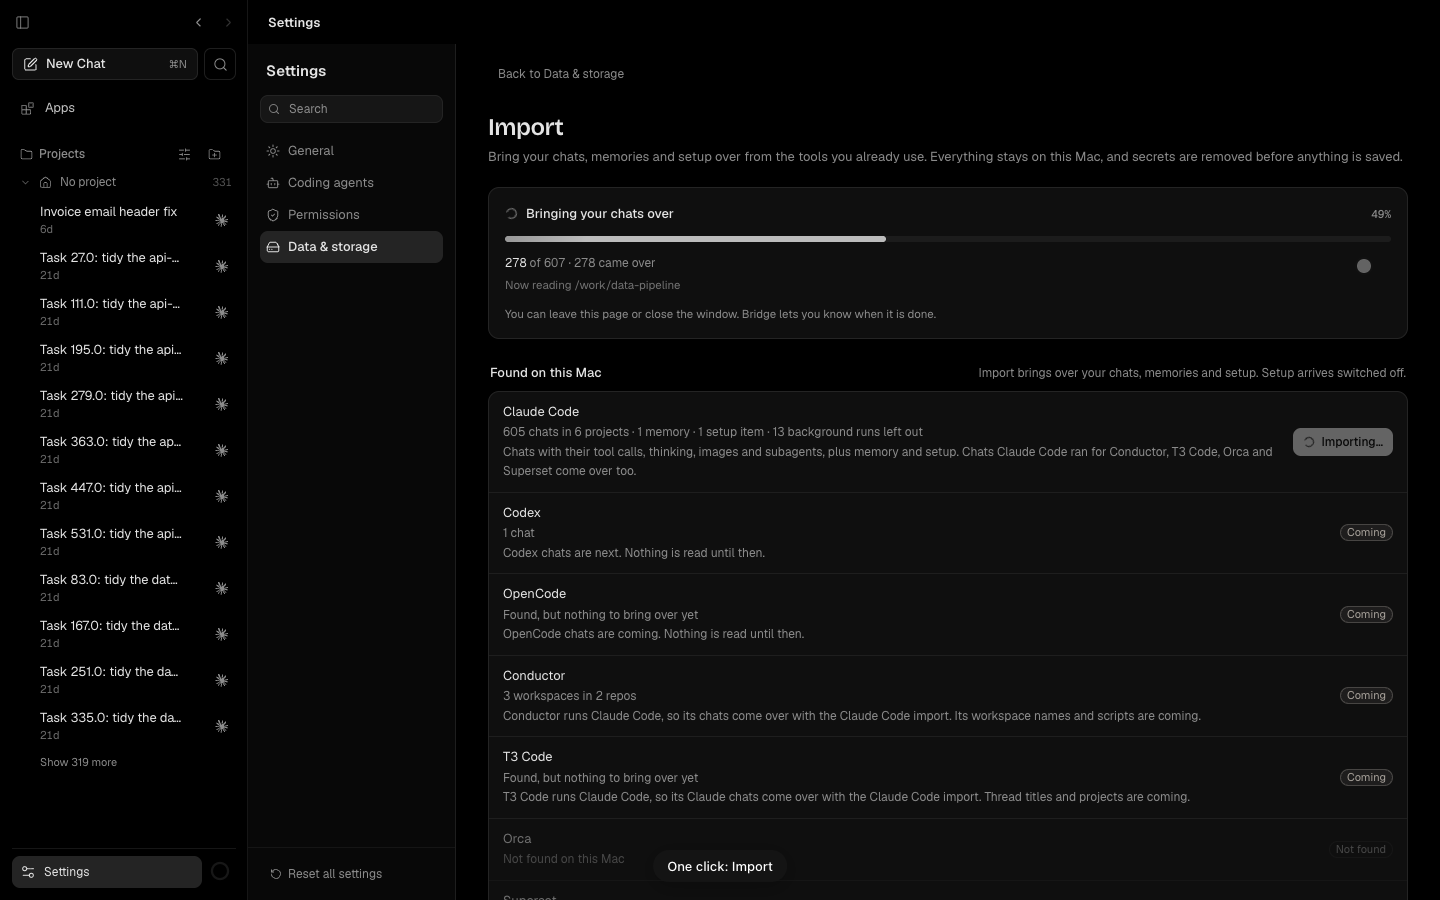 Settings
New Chat ⌘N
Apps
Projects
No project 331
Invoice email header fix
6d
Task 27.0: tidy the api-...
21d
Task 111.0: tidy the api-...
21d
Task 195.0: tidy the api...
21d
Task 279.0: tidy the api...
21d
Task 363.0: tidy the ap...
21d
Task 447.0: tidy the api...
21d
Task 531.0: tidy the api...
21d
Task 83.0: tidy the dat...
21d
Task 167.0: tidy the dat...
21d
Task 251.0: tidy the da...
21d
Task 335.0: tidy the da...
21d
Show 319 more
Settings
Settings
Search
General
Coding agents
Permissions
Data & storage
Reset all settings
Back to Data & storage
Import
Bring your chats, memories and setup over from the tools you already use. Everything stays on this Mac, and secrets are removed before anything is saved.
Bringing your chats over 49%
278 of 607 · 278 came over
Now reading /work/data-pipeline
You can leave this page or close the window. Bridge lets you know when it is done.
Found on this Mac Import brings over your chats, memories and setup. Setup arrives switched off.
Claude Code
605 chats in 6 projects · 1 memory · 1 setup item · 13 background runs left out
Chats with their tool calls, thinking, images and subagents, plus memory and setup. Chats Claude Code ran for Conductor, T3 Code, Orca and
Superset come over too.
Importing...
Codex
1 chat
Codex chats are next. Nothing is read until then.
Coming
OpenCode
Found, but nothing to bring over yet
OpenCode chats are coming. Nothing is read until then.
Coming
Conductor
3 workspaces in 2 repos
Conductor runs Claude Code, so its chats come over with the Claude Code import. Its workspace names and scripts are coming.
Coming
T3 Code
Found, but nothing to bring over yet
T3 Code runs Claude Code, so its Claude chats come over with the Claude Code import. Thread titles and projects are coming.
Coming
Orca
Not found on this Mac
Not found
One click: Import
Superset